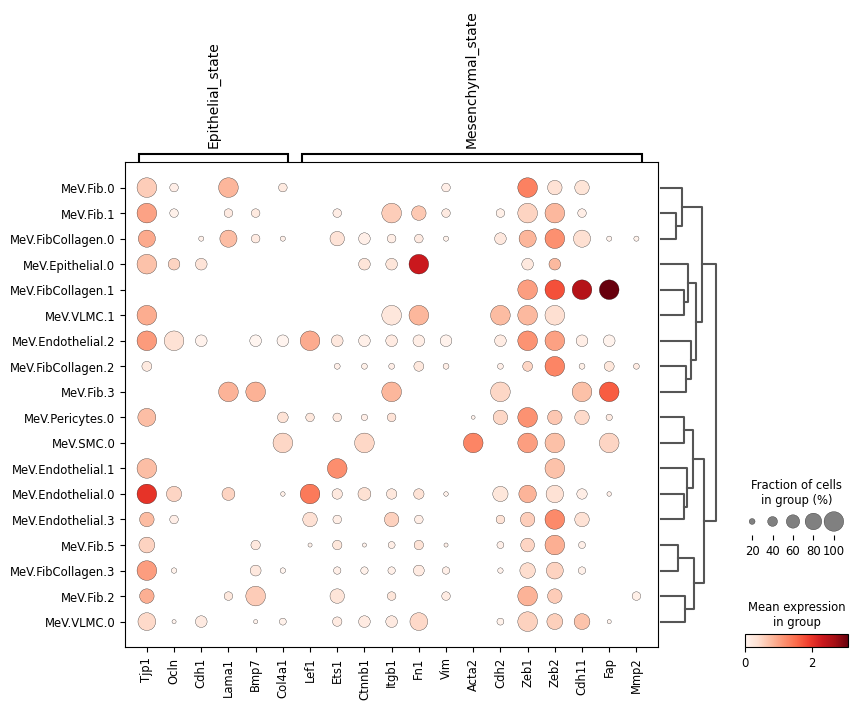 Epithelial_state
Mesenchymal_state
MeV.Fib.0
MeV.Fib.1
MeV.FibCollagen.0
MeV.Epithelial.0
MeV.FibCollagen.1
MeV.VLMC.1
MeV.Endothelial.2
MeV.FibCollagen.2
MeV.Fib.3
MeV.Pericytes.0
MeV.SMC.0
MeV.Endothelial.1
MeV.Endothelial.0
MeV.Endothelial.3
MeV.Fib.5
MeV.FibCollagen.3
MeV.Fib.2
MeV.VLMC.0
Tjp1
Ocln
Cdh1
Lama1
Bmp7
Col4a1
Lef1
Ets1
Ctnnb1
Itgb1
Fn1
Vim
Acta2
Cdh2
Zeb1
Zeb2
Cdh11
Fap
Mmp2
Fraction of cells
in group (%)
20 40 60 80 100
Mean expression
in group
0 2